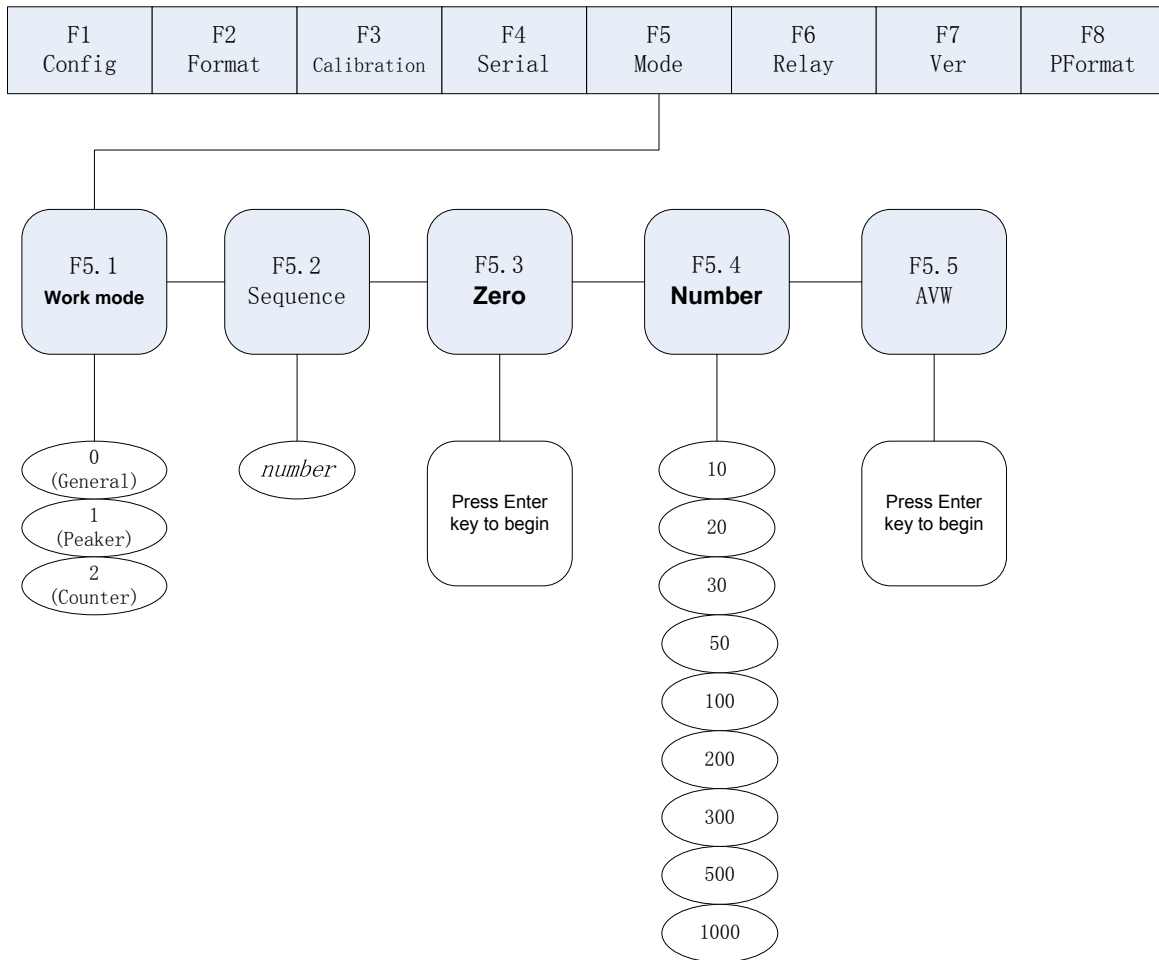 F1
Config
F2
Format
F3
Calibration
F4
Serial
F5
Mode
F6
Relay
F7
Ver
F8
PFormat
F5.1
Work mode
F5.2
Sequence
F5.3
Zero
F5.4
Number
F5.5
AVW
0
(General)
1
(Peaker)
2
(Counter)
number
Press Enter
key to begin
10
20
30
50
100
200
300
500
1000
Press Enter
key to begin